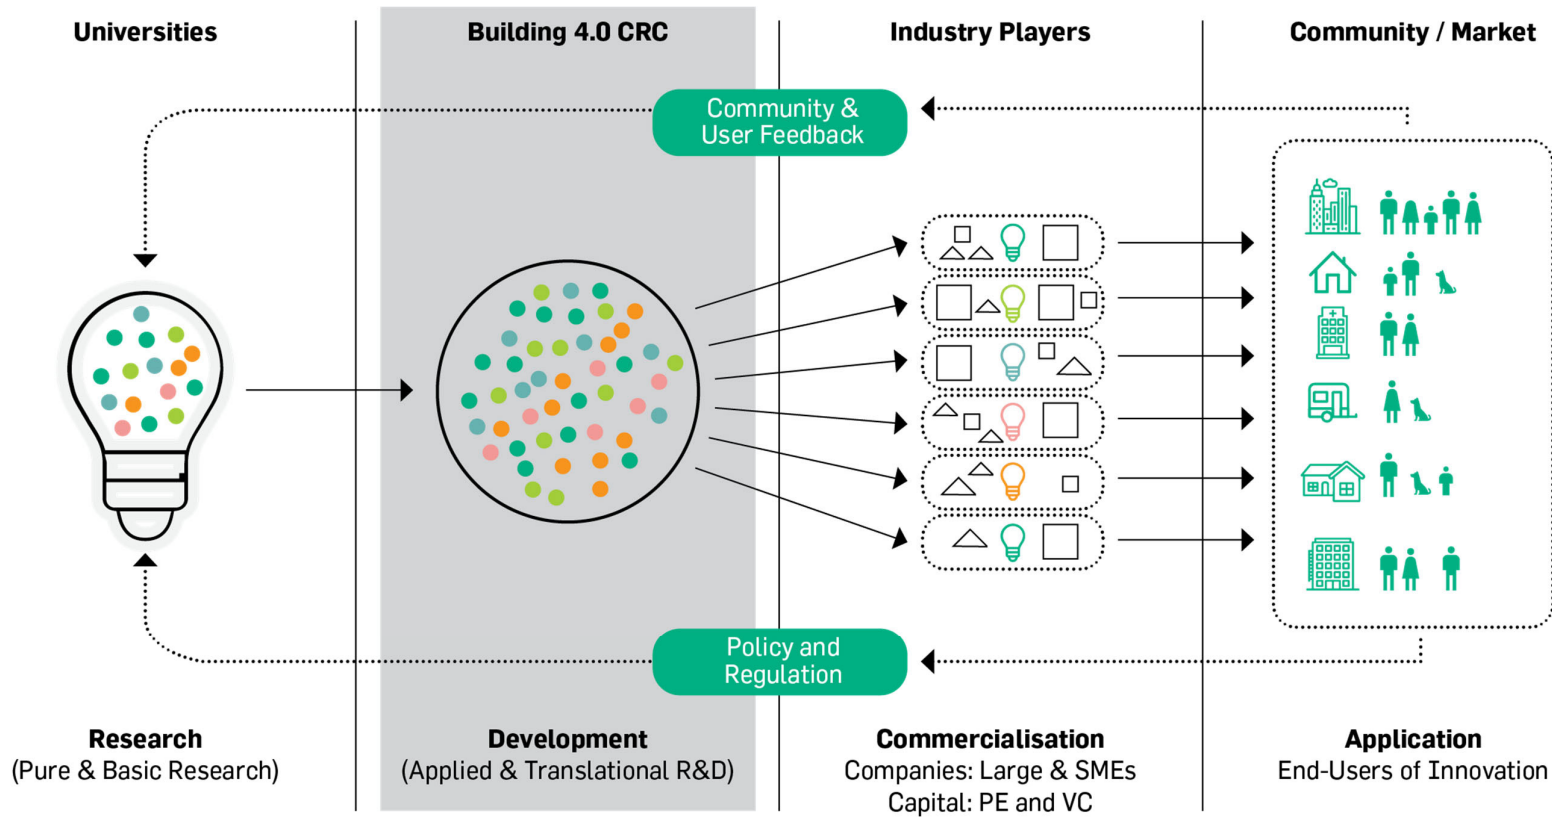 Universities
Building 4.0 CRC
Industry Players
Community / Market
Community &
User Feedback
Policy and
Regulation
Research
(Pure & Basic Research)
Development
(Applied & Translational R&D)
Commercialisation
Companies: Large & SMEs
Capital: PE and VC
Application
End-Users of Innovation